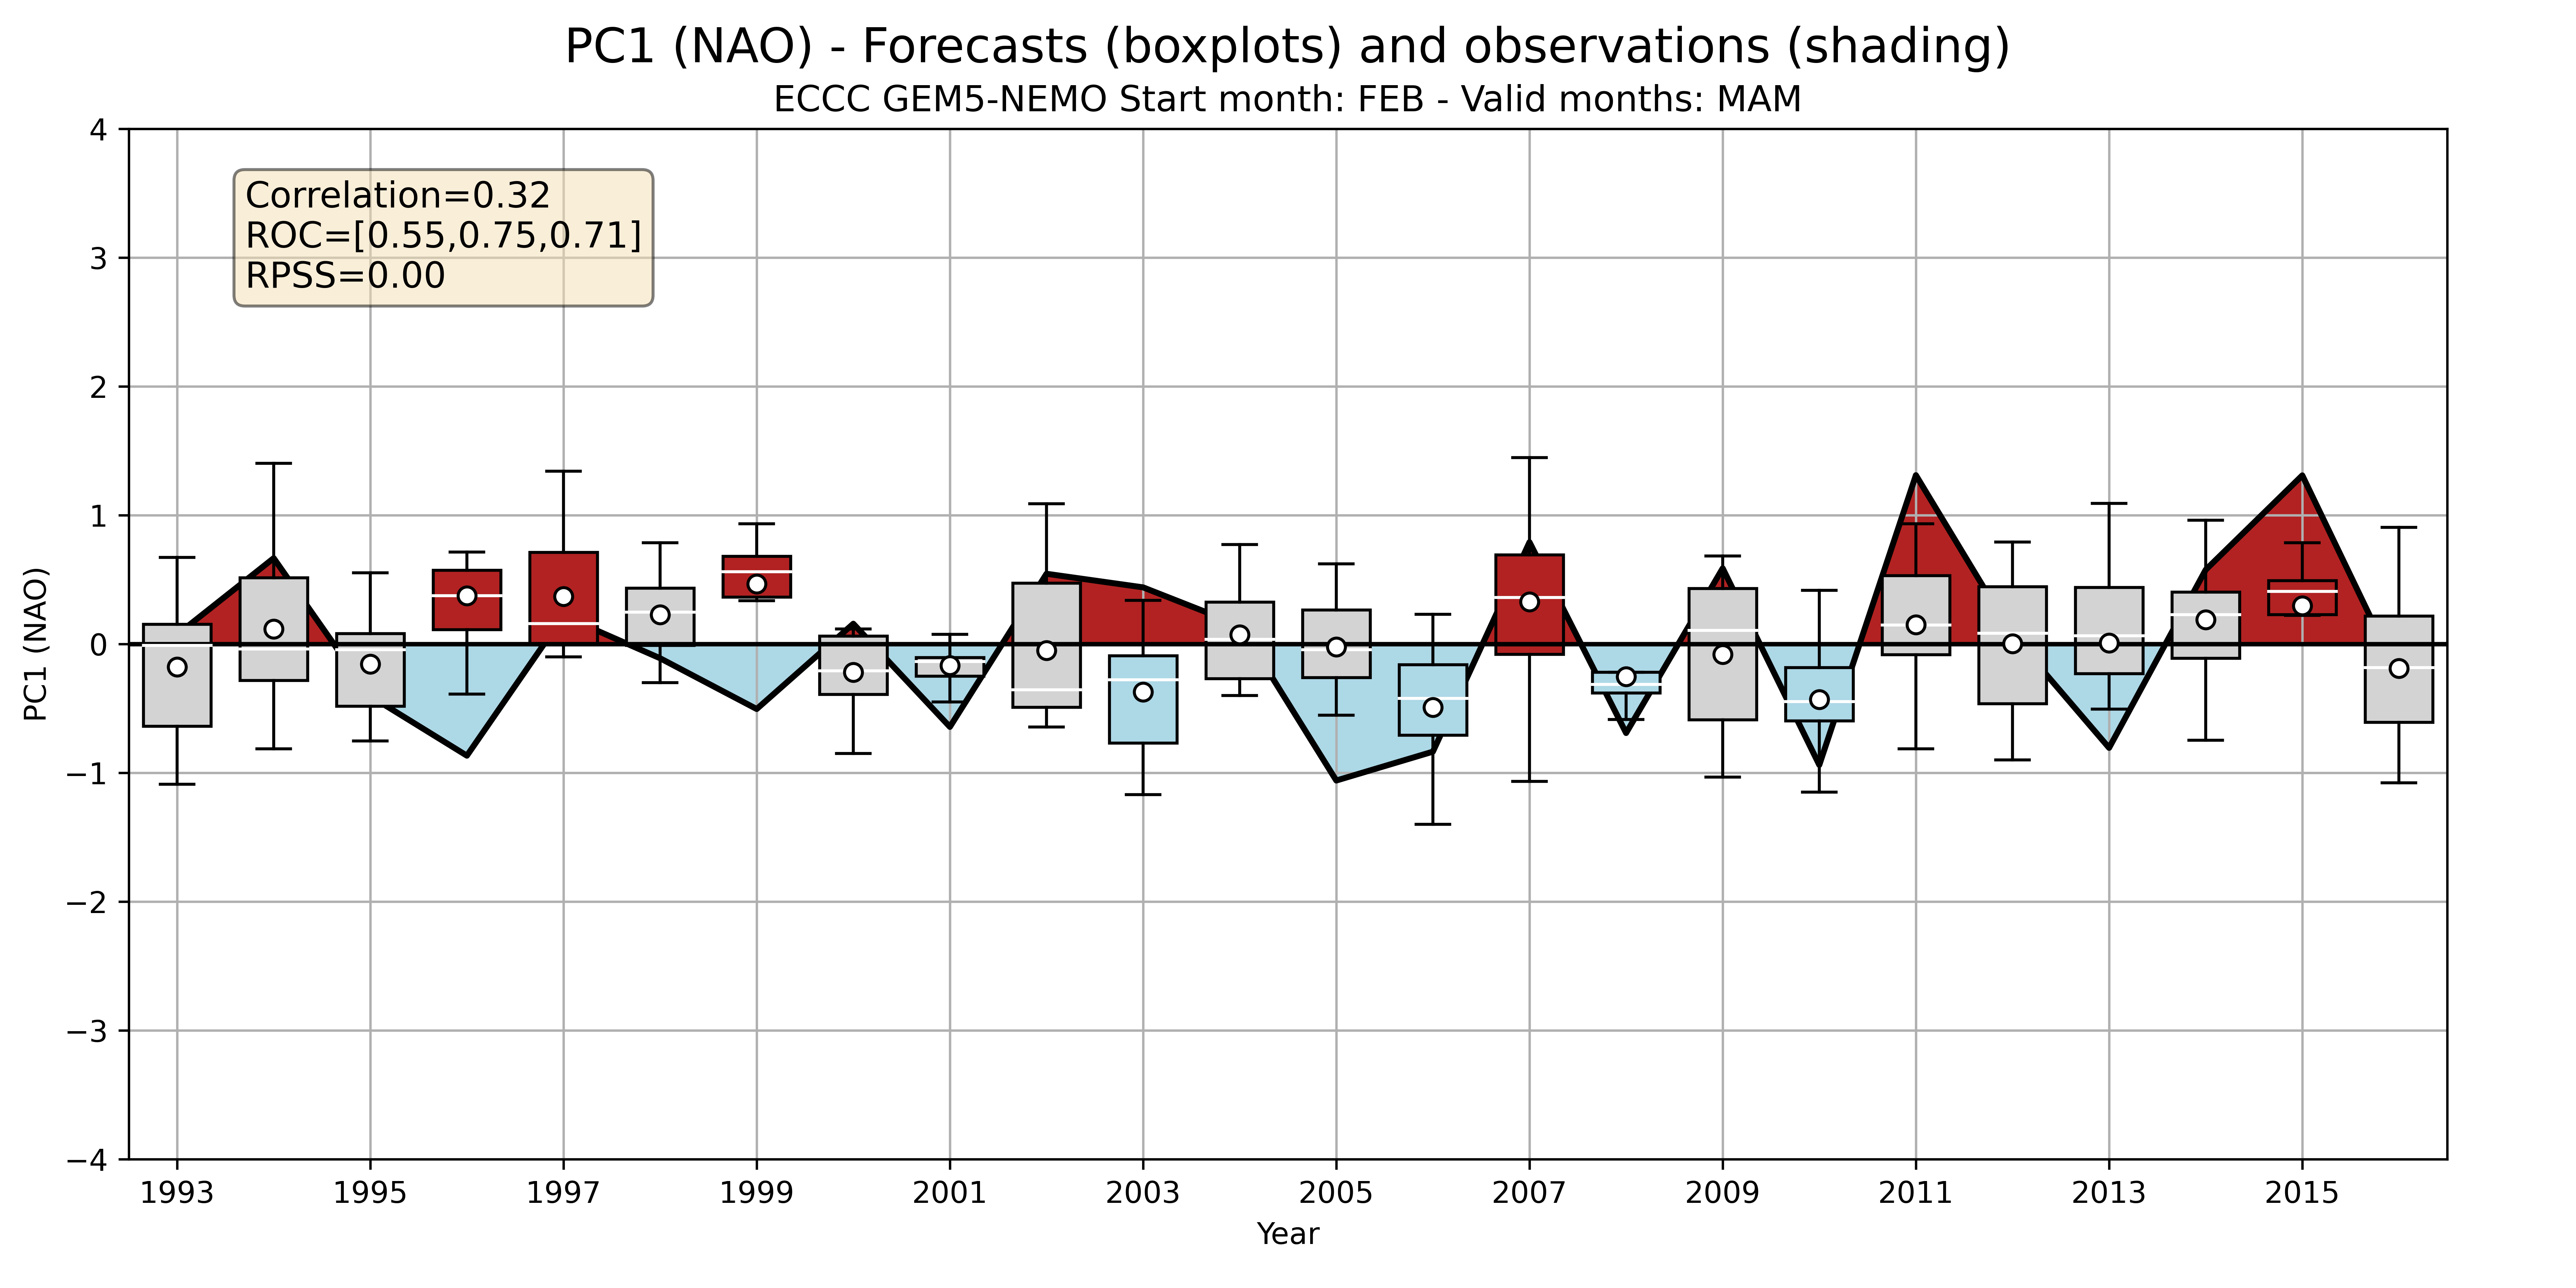 PC1 (NAO) - Forecasts (boxplots) and observations (shading)
ECCC GEM5-NEMO Start month: FEB - Valid months: MAM
Correlation=0.32
ROC=[0.55,0.75,0.71]
RPSS=0.00
PC1 (NAO)
4
3
2
1
0
−1
−2
−3
−4
1993 1995 1997 1999 2001 2003 2005 2007 2009 2011 2013 2015
Year